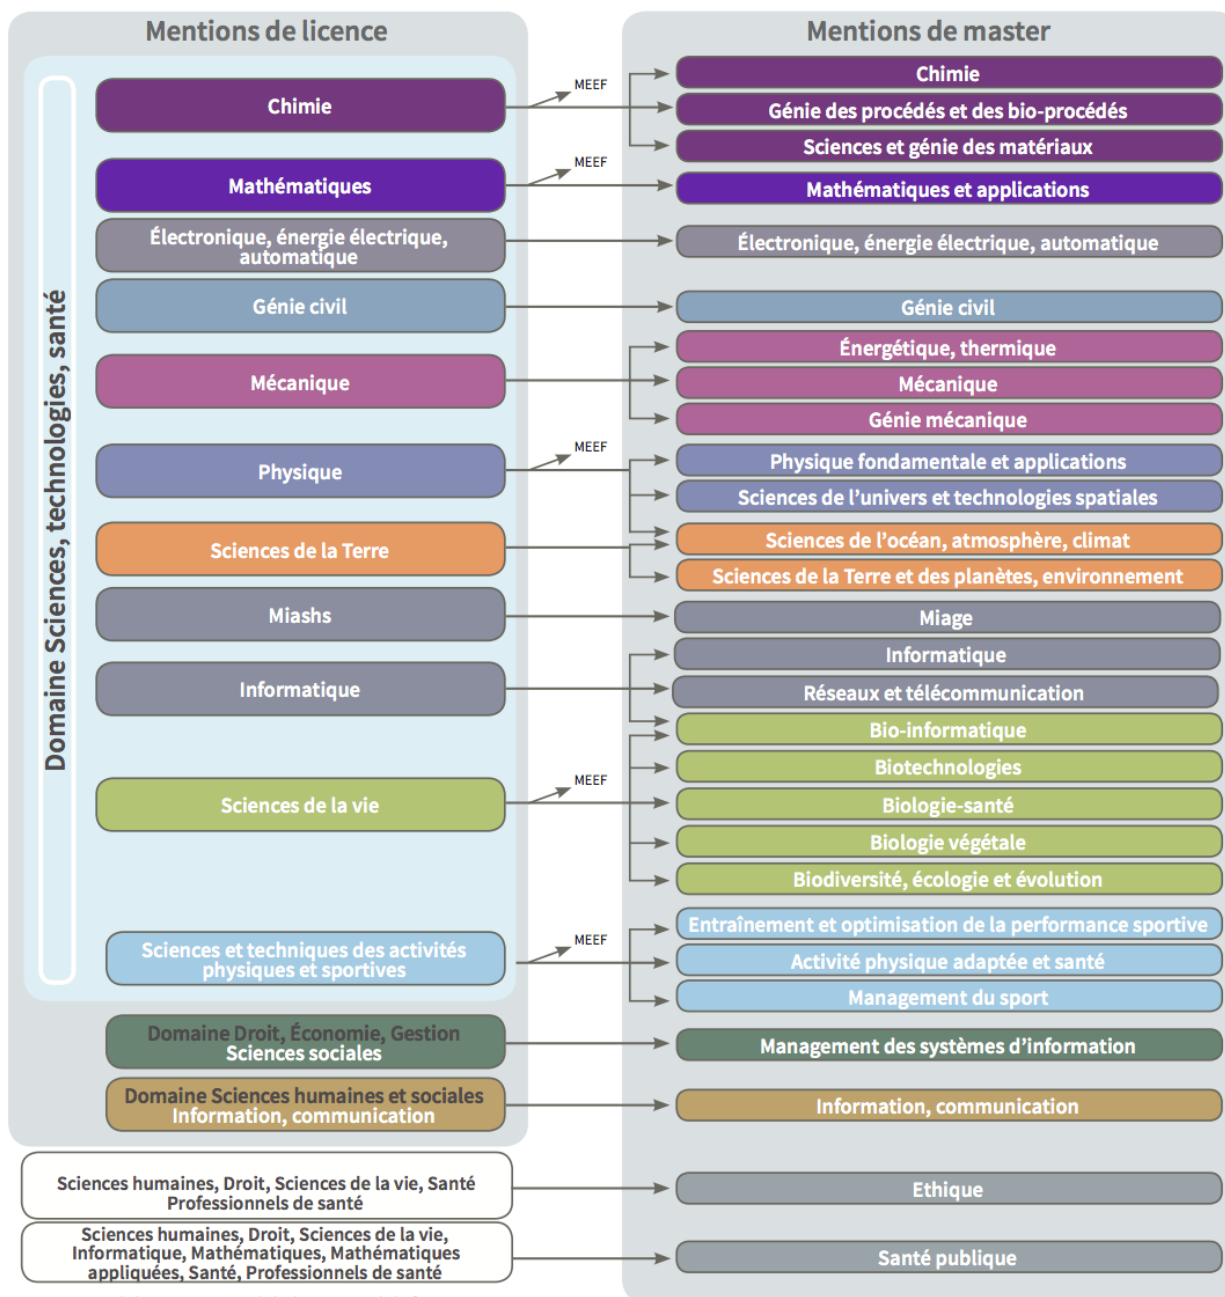 Mentions de licence
Mentions de master
Domaine Sciences, technologies, santé
Chimie
MEEF
Chimie
Génie des procédés et des bio-procédés
Sciences et génie des matériaux
Mathématiques
MEEF
Mathématiques et applications
Électronique, énergie électrique,
automatique
Électronique, énergie électrique, automatique
Génie civil
Génie civil
Mécanique
Énergétique, thermique
Mécanique
Génie mécanique
Physique
MEEF
Physique fondamentale et applications
Sciences de l’univers et technologies spatiales
Sciences de la Terre
Sciences de l’océan, atmosphère, climat
Sciences de la Terre et des planètes, environnement
Miashs
Miage
Informatique
Informatique
Réseaux et télécommunication
Bio-informatique
Sciences de la vie
MEEF
Biotechnologies
Biologie-santé
Biologie végétale
Biodiversité, écologie et évolution
Sciences et techniques des activités
physiques et sportives
MEEF
Entraînement et optimisation de la performance sportive
Activité physique adaptée et santé
Management du sport
Domaine Droit, Économie, Gestion
Sciences sociales
Management des systèmes d’information
Domaine Sciences humaines et sociales
Information, communication
Information, communication
Sciences humaines, Droit, Sciences de la vie, Santé
Professionnels de santé
Ethique
Sciences humaines, Droit, Sciences de la vie,
Informatique, Mathématiques, Mathématiques
appliquées, Santé, Professionnels de santé
Santé publique